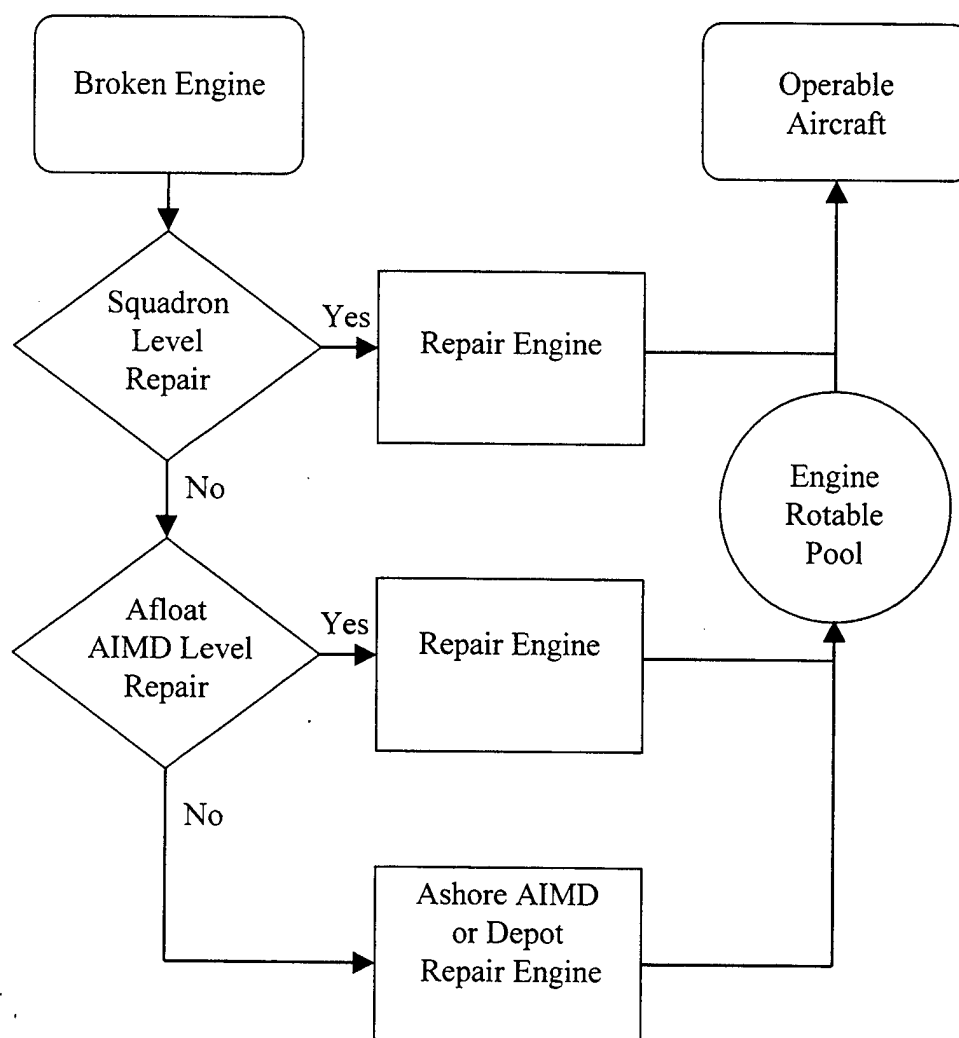 Broken Engine
Operable
Aircraft
Squadron
Level
Repair
Yes
Repair Engine
No
Engine
Rotable
Pool
Afloat
AIMD Level
Repair
Yes
Repair Engine
No
Ashore AIMD
or Depot
Repair Engine